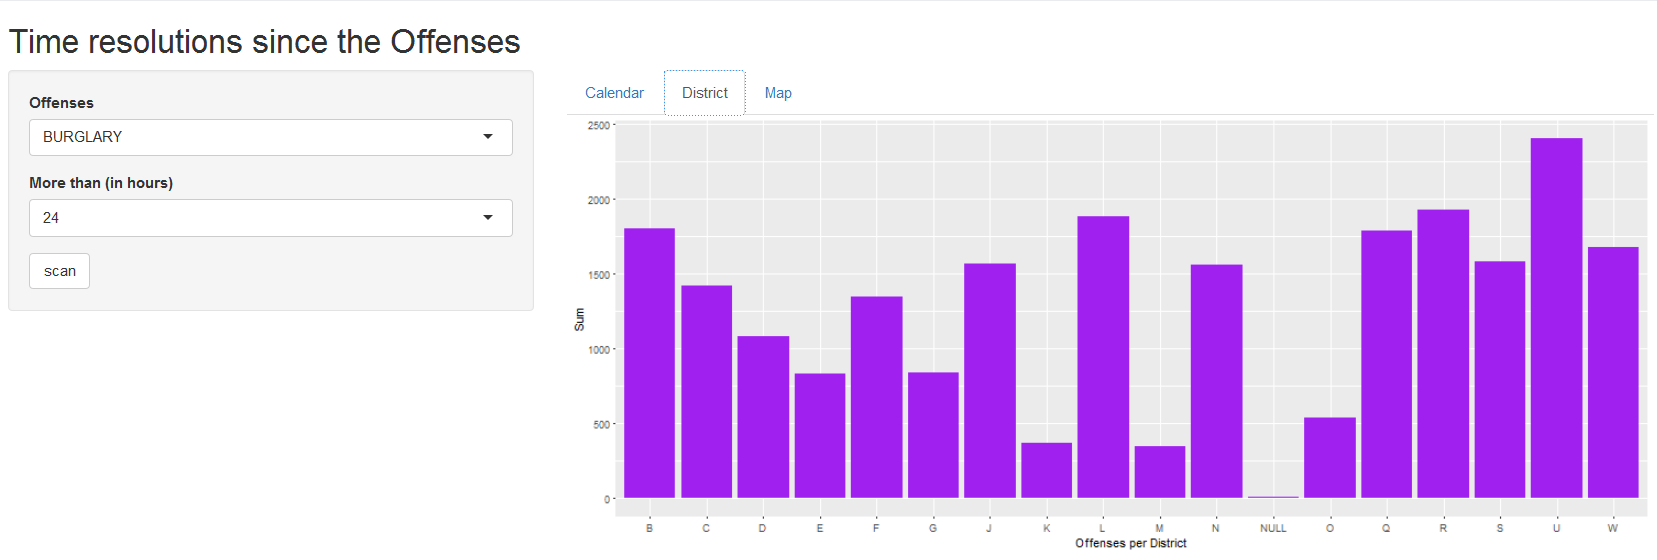 Time resolutions since the Offenses
Offenses
BURGLARY
More than (in hours)
24
scan
Calendar District Map
2500
2000
1500
1000
500
0
Sum
B C D E F G J K L M N NULL O Q R S U W
Offenses per District